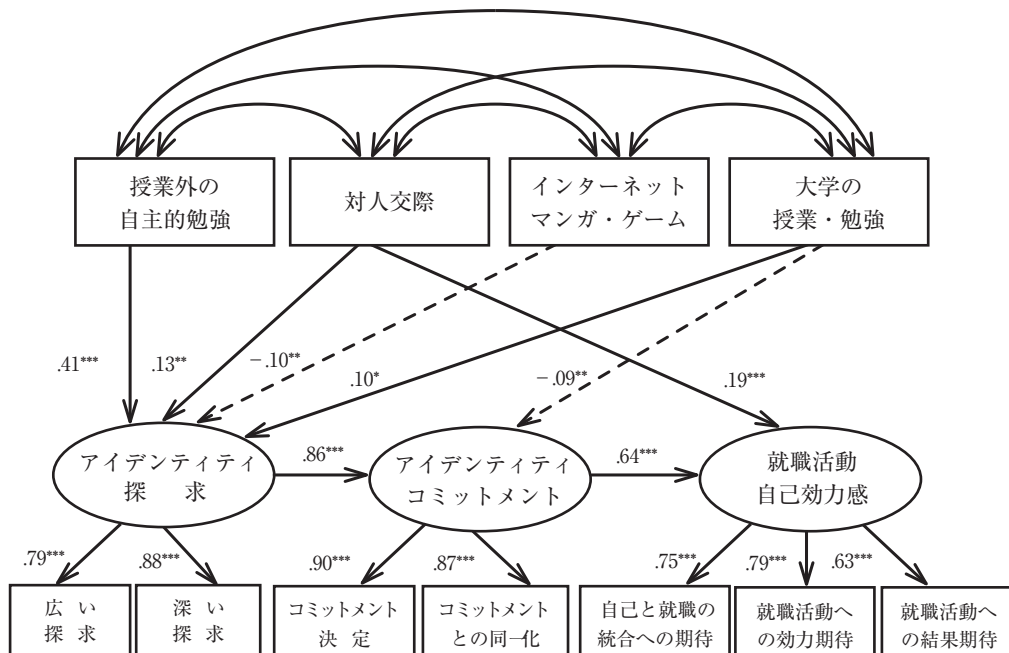 授業外の
自主的勉強
対人交際
インターネット
マンガ・ゲーム
大学の
授業・勉強
.41***
.13**
−.10**
.10*
−.09**
.19***
アイデンティティ
探 求
.86***
アイデンティティ
コミットメント
.64***
就職活動
自己効力感
.79***
.88***
.90***
.87***
.75***
.79***
.63***
広 い
探 求
深 い
探 求
コミットメント
決 定
コミットメント
との同一化
自己と就職の
統合への期待
就職活動へ
の効力期待
就職活動へ
の結果期待